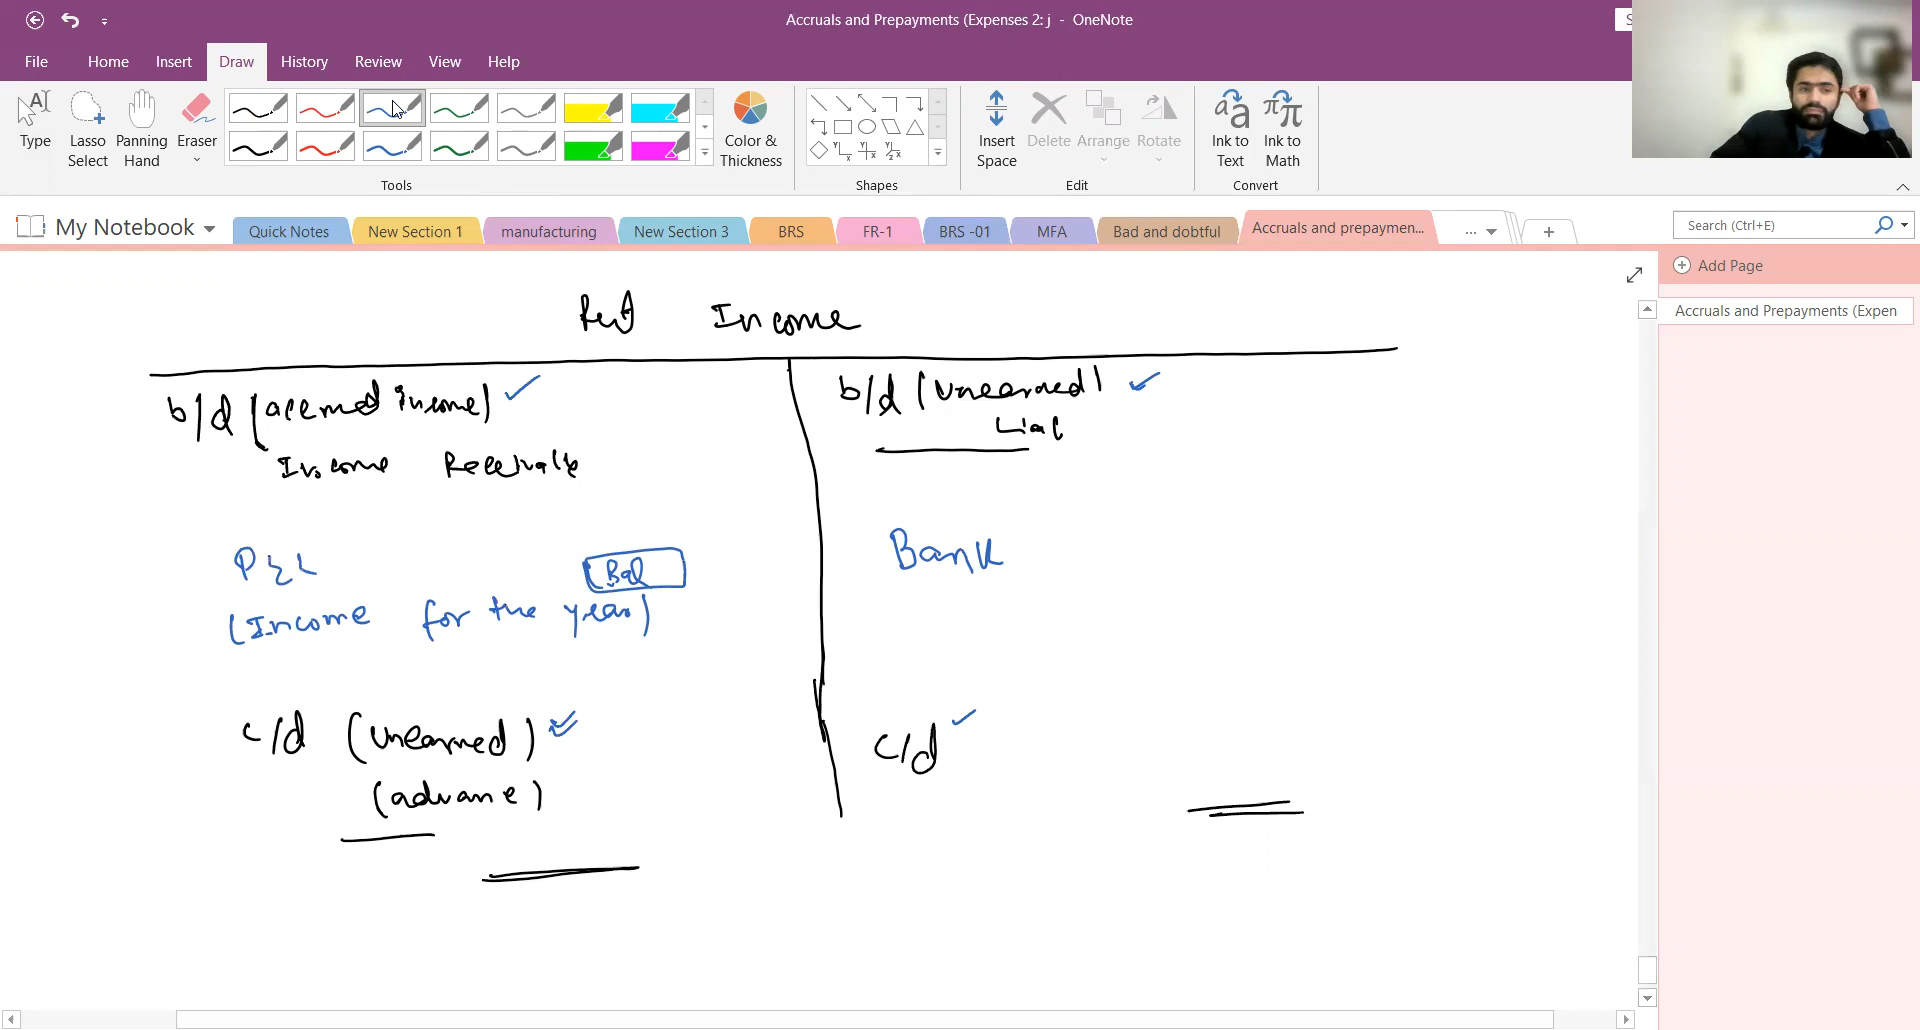 Accruals and Prepayments (Expenses 2: j - OneNote
S
File Home Insert Draw History Review View Help
Type
Lasso Select
Panning Hand
Eraser
Color & Thickness
Insert Space
Delete
Arrange
Rotate
Ink to Text
Ink to Math
Tools
Shapes
Edit
Convert
My Notebook
Quick Notes
New Section 1
manufacturing
New Section 3
BRS
FR-1
BRS -01
MFA
Bad and doubtful
Accruals and prepaymen...
...
Search (Ctrl+E)
Add Page
Accruals and Prepayments (Expen
Rent Income
b/d (accrued income)
Income Receivable
P&L
Bal
(Income for the year)
c/d (unearned)
(advance)
b/d (unearned)
Liab
Bank
c/d